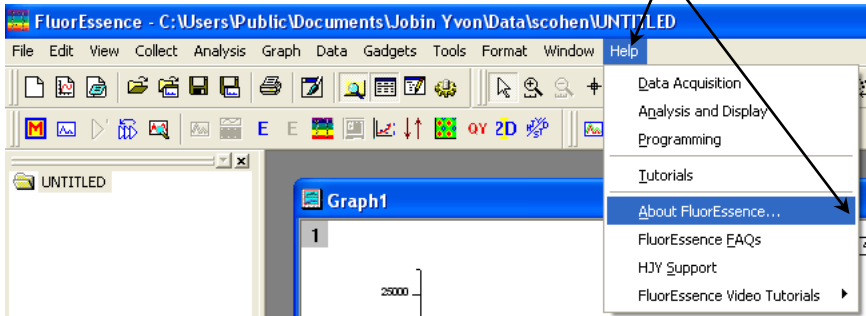 FluorEssence - C:\Users\Public\Documents\Jobin Yvon\Data\scohen\UNTITLED
File Edit View Collect Analysis Graph Data Gadgets Tools Format Window Help
Data Acquisition
Analysis and Display
Programming
M E E QY 2D
Tutorials
UNTITLED
Graph1
About FluorEssence...
1
FluorEssence FAQs
HJY Support
25000
FluorEssence Video Tutorials